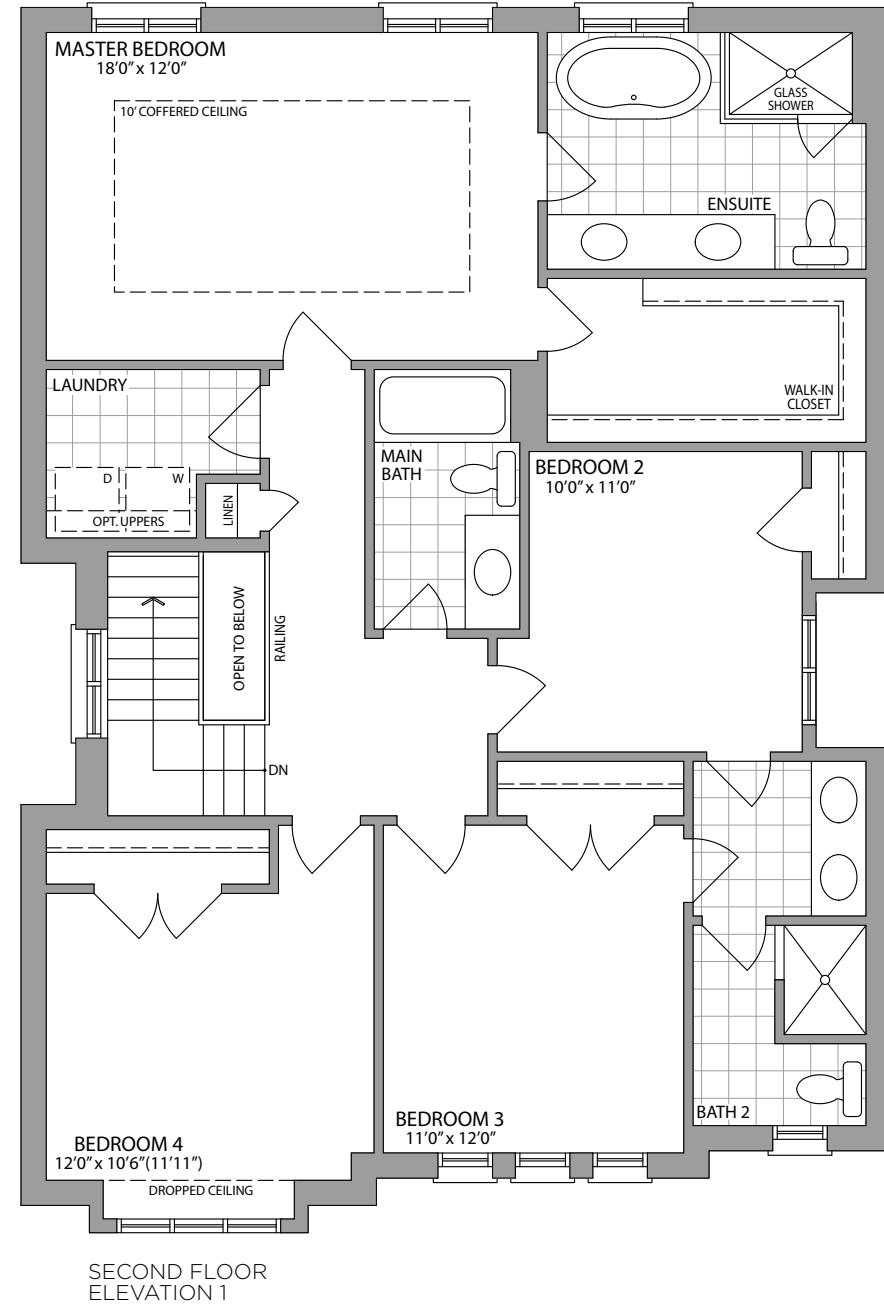 MASTER BEDROOM
18'0” x 12'0”
10' COFFERED CEILING
GLASS
SHOWER
ENSUITE
LAUNDRY
D
W
OPT. UPPERS
LINEN
MAIN
BATH
WALK-IN
CLOSET
BEDROOM 2
10'0” x 11'0”
OPEN TO BELOW
RAILING
DN
BEDROOM 3
11'0” x 12'0”
BATH 2
BEDROOM 4
12'0” x 10'6”(11'11”)
DROPPED CEILING
SECOND FLOOR
ELEVATION 1